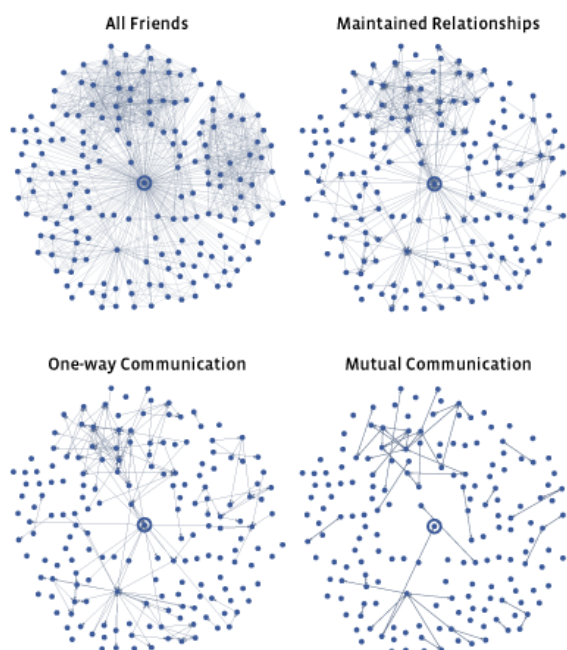 All Friends
Maintained Relationships
One-way Communication
Mutual Communication